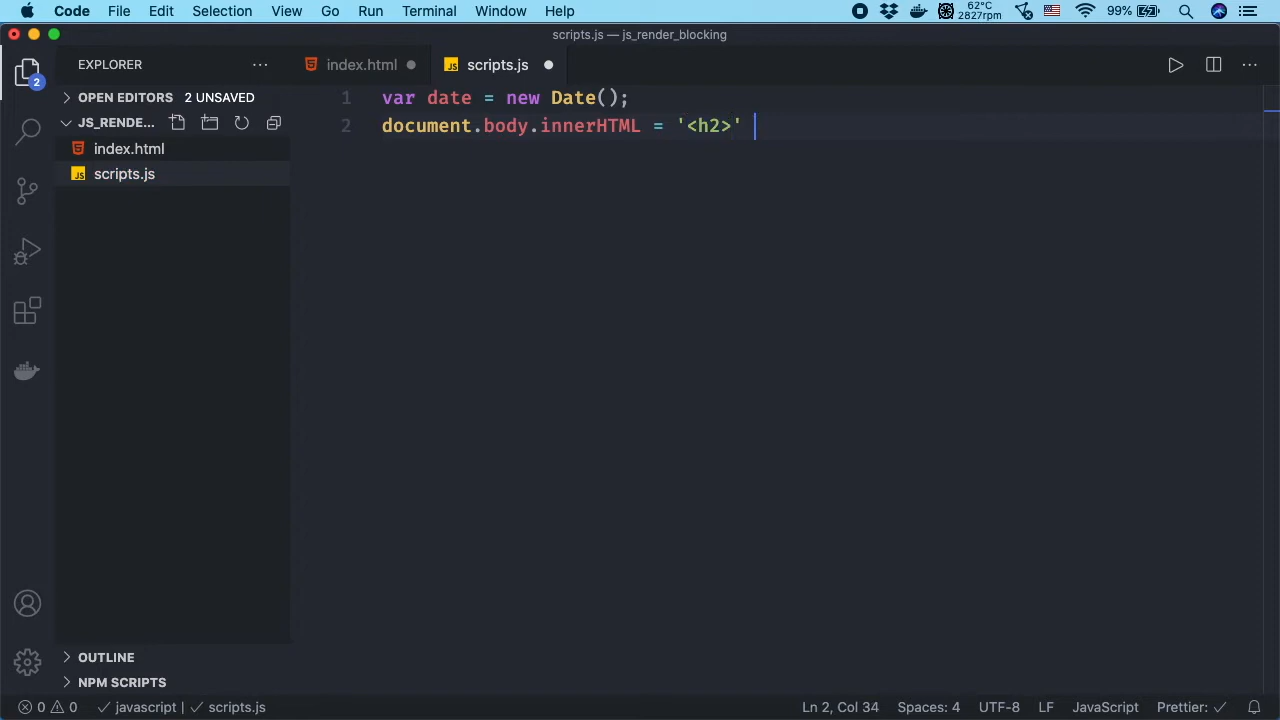 Code File Edit Selection View Go Run Terminal Window Help 62°C 2827rpm 99%
scripts.js — js_render_blocking
2
EXPLORER ···
index.html
JS scripts.js
OPEN EDITORS 2 UNSAVED
JS_RENDE...
index.html
JS scripts.js
1 var date = new Date();
2 document.body.innerHTML = '<h2>'
OUTLINE
NPM SCRIPTS
0 0 javascript | scripts.js Ln 2, Col 34 Spaces: 4 UTF-8 LF JavaScript Prettier: